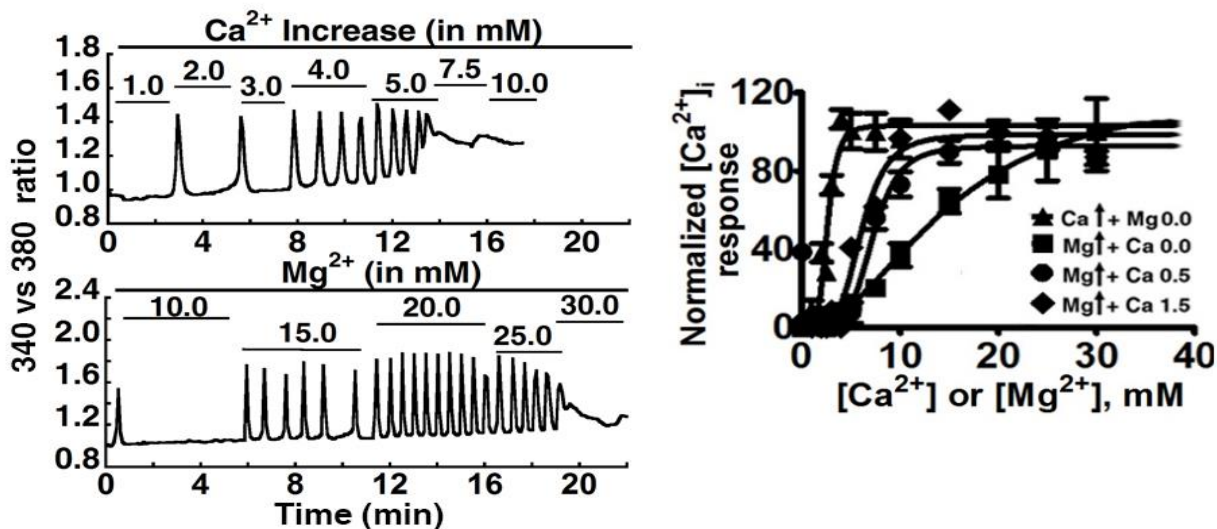 Ca2+ Increase (in mM)
1.0 2.0 3.0 4.0 5.0 7.5 10.0
1.8
1.6
1.4
1.2
1.0
0.8
0 4 8 12 16 20
Mg2+ (in mM)
10.0 15.0 20.0 25.0 30.0
2.4
2.0
1.6
1.2
0.8
0 4 8 12 16 20
Time (min)
340 vs 380 ratio
120
80
40
0
0 10 20 30 40
Normalized [Ca2+]i
response
Ca↑+ Mg 0.0
Mg↑+ Ca 0.0
Mg↑+ Ca 0.5
Mg↑+ Ca 1.5
[Ca2+] or [Mg2+], mM